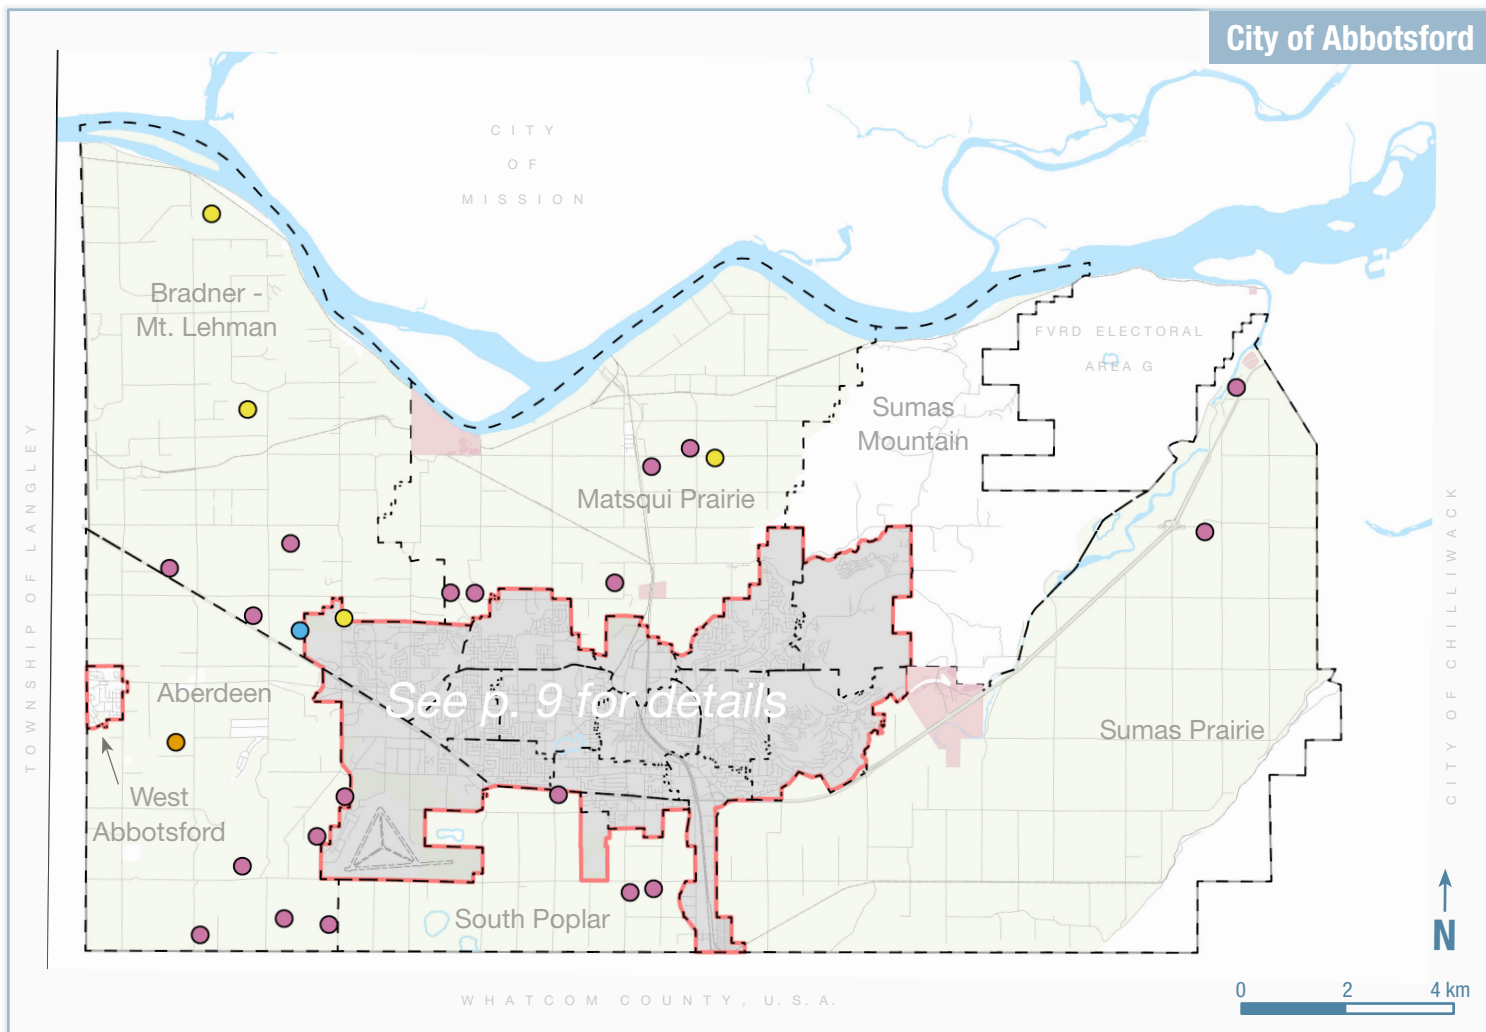 City of Abbotsford
CITY
OF
MISSION
Bradner -
Mt. Lehman
FVRD ELECTORAL
AREA G
Sumas
Mountain
TOWNSHIP OF LANGLEY
Matsqui Prairie
CITY OF CHILLIWACK
Aberdeen
See p. 9 for details
Sumas Prairie
West
Abbotsford
South Poplar
N
0 2 4 km
WHATCOM COUNTY, U.S.A.